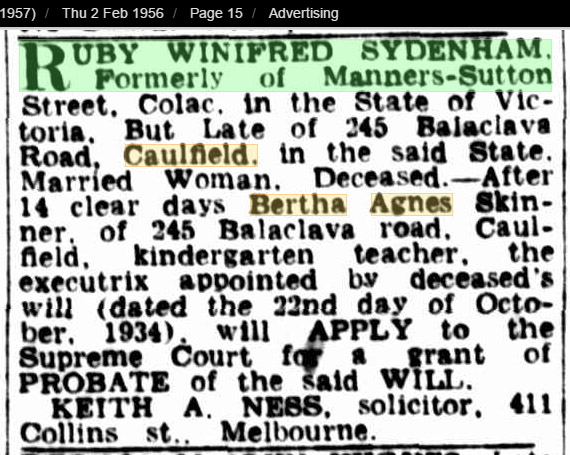 1957) / Thu 2 Feb 1956 / Page 15 / Advertising
RUBY WINIFRED SYDENHAM.
Formerly of Manners-Sutton
Street, Colac, in the State of Vic-
toria. But Late of 245 Balaclava
Road, Caulfield, in the said State.
Married Woman. Deceased.—After
14 clear days Bertha Agnes Skin-
ner, of 245 Balaclava road, Caul-
field, kindergarten teacher, the
executrix appointed by deceased's
will (dated the 22nd day of Octo-
ber, 1934), will APPLY to the
Supreme Court for a grant of
PROBATE of the said WILL.
KEITH A. NESS, solicitor, 411
Collins st., Melbourne.